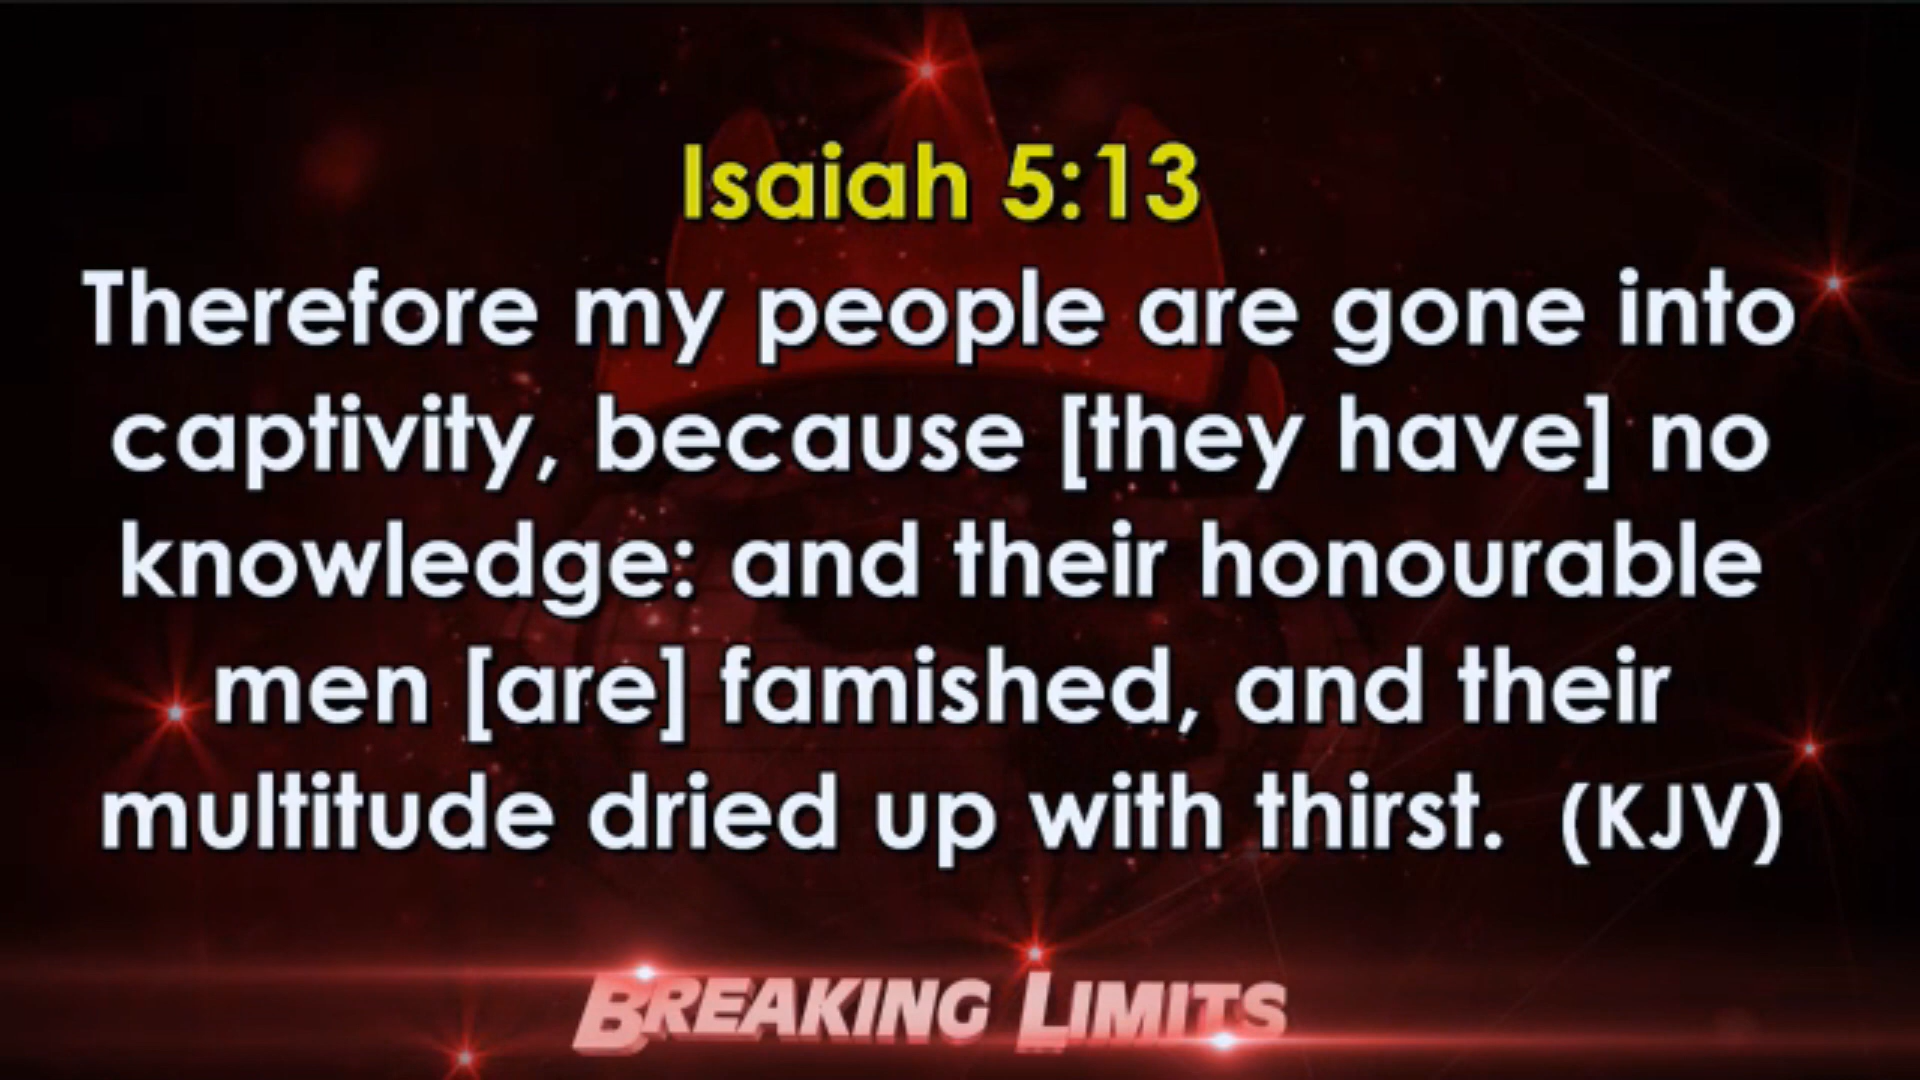 Isaiah 5:13
Therefore my people are gone into
captivity, because [they have] no
knowledge: and their honourable
men [are] famished, and their
multitude dried up with thirst. (KJV)
BREAKING LIMITS